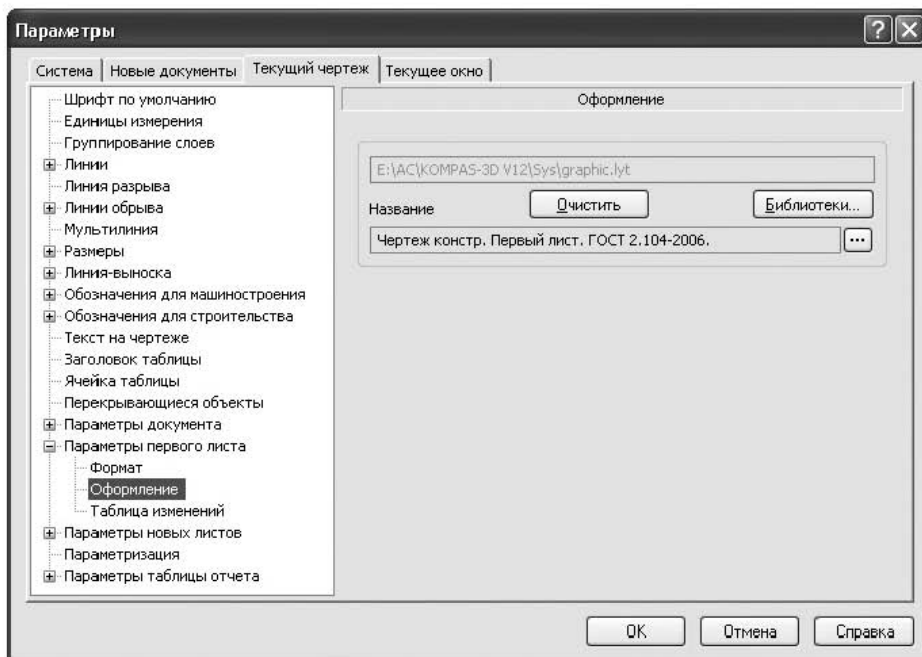 Параметры
Система
Новые документы
Текущий чертеж
Текущее окно
Шрифт по умолчанию
Единицы измерения
Группирование слоев
Линии
Линия разрыва
Линии обрыва
Мультилиния
Размеры
Линия-выноска
Обозначения для машиностроения
Обозначения для строительства
Текст на чертеже
Заголовок таблицы
Ячейка таблицы
Перекрывающиеся объекты
Параметры документа
Параметры первого листа
Формат
Оформление
Таблица изменений
Параметры новых листов
Параметризация
Параметры таблицы отчета
Оформление
E:\AC\KOMPAS-3D V12\Sys\graphic.lyt
Название
Очистить
Библиотеки...
Чертеж констр. Первый лист. ГОСТ 2.104-2006.
...
OK
Отмена
Справка